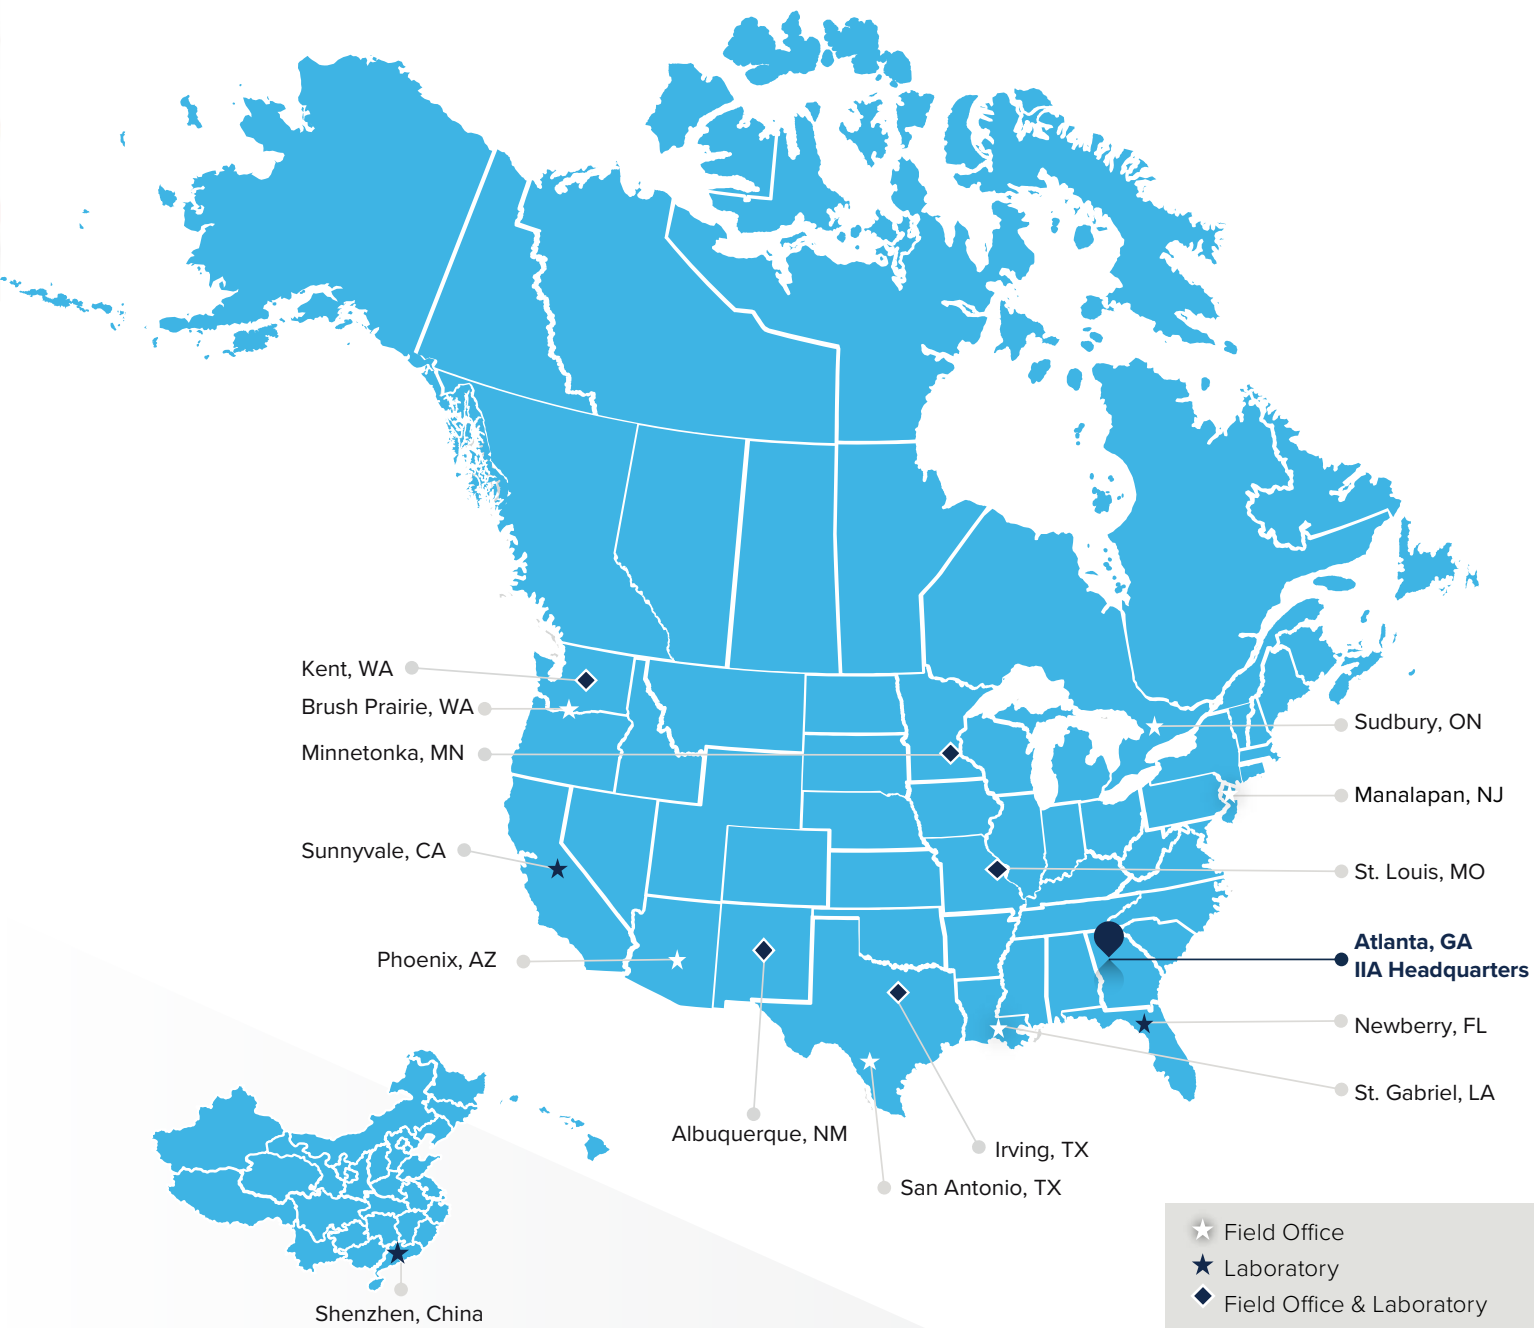 Kent, WA
Brush Prairie, WA
Minnetonka, MN
Sunnyvale, CA
Phoenix, AZ
Sudbury, ON
Manalapan, NJ
St. Louis, MO
Atlanta, GA
IIA Headquarters
Newberry, FL
St. Gabriel, LA
Albuquerque, NM
Irving, TX
San Antonio, TX
Shenzhen, China
Field Office
Laboratory
Field Office & Laboratory